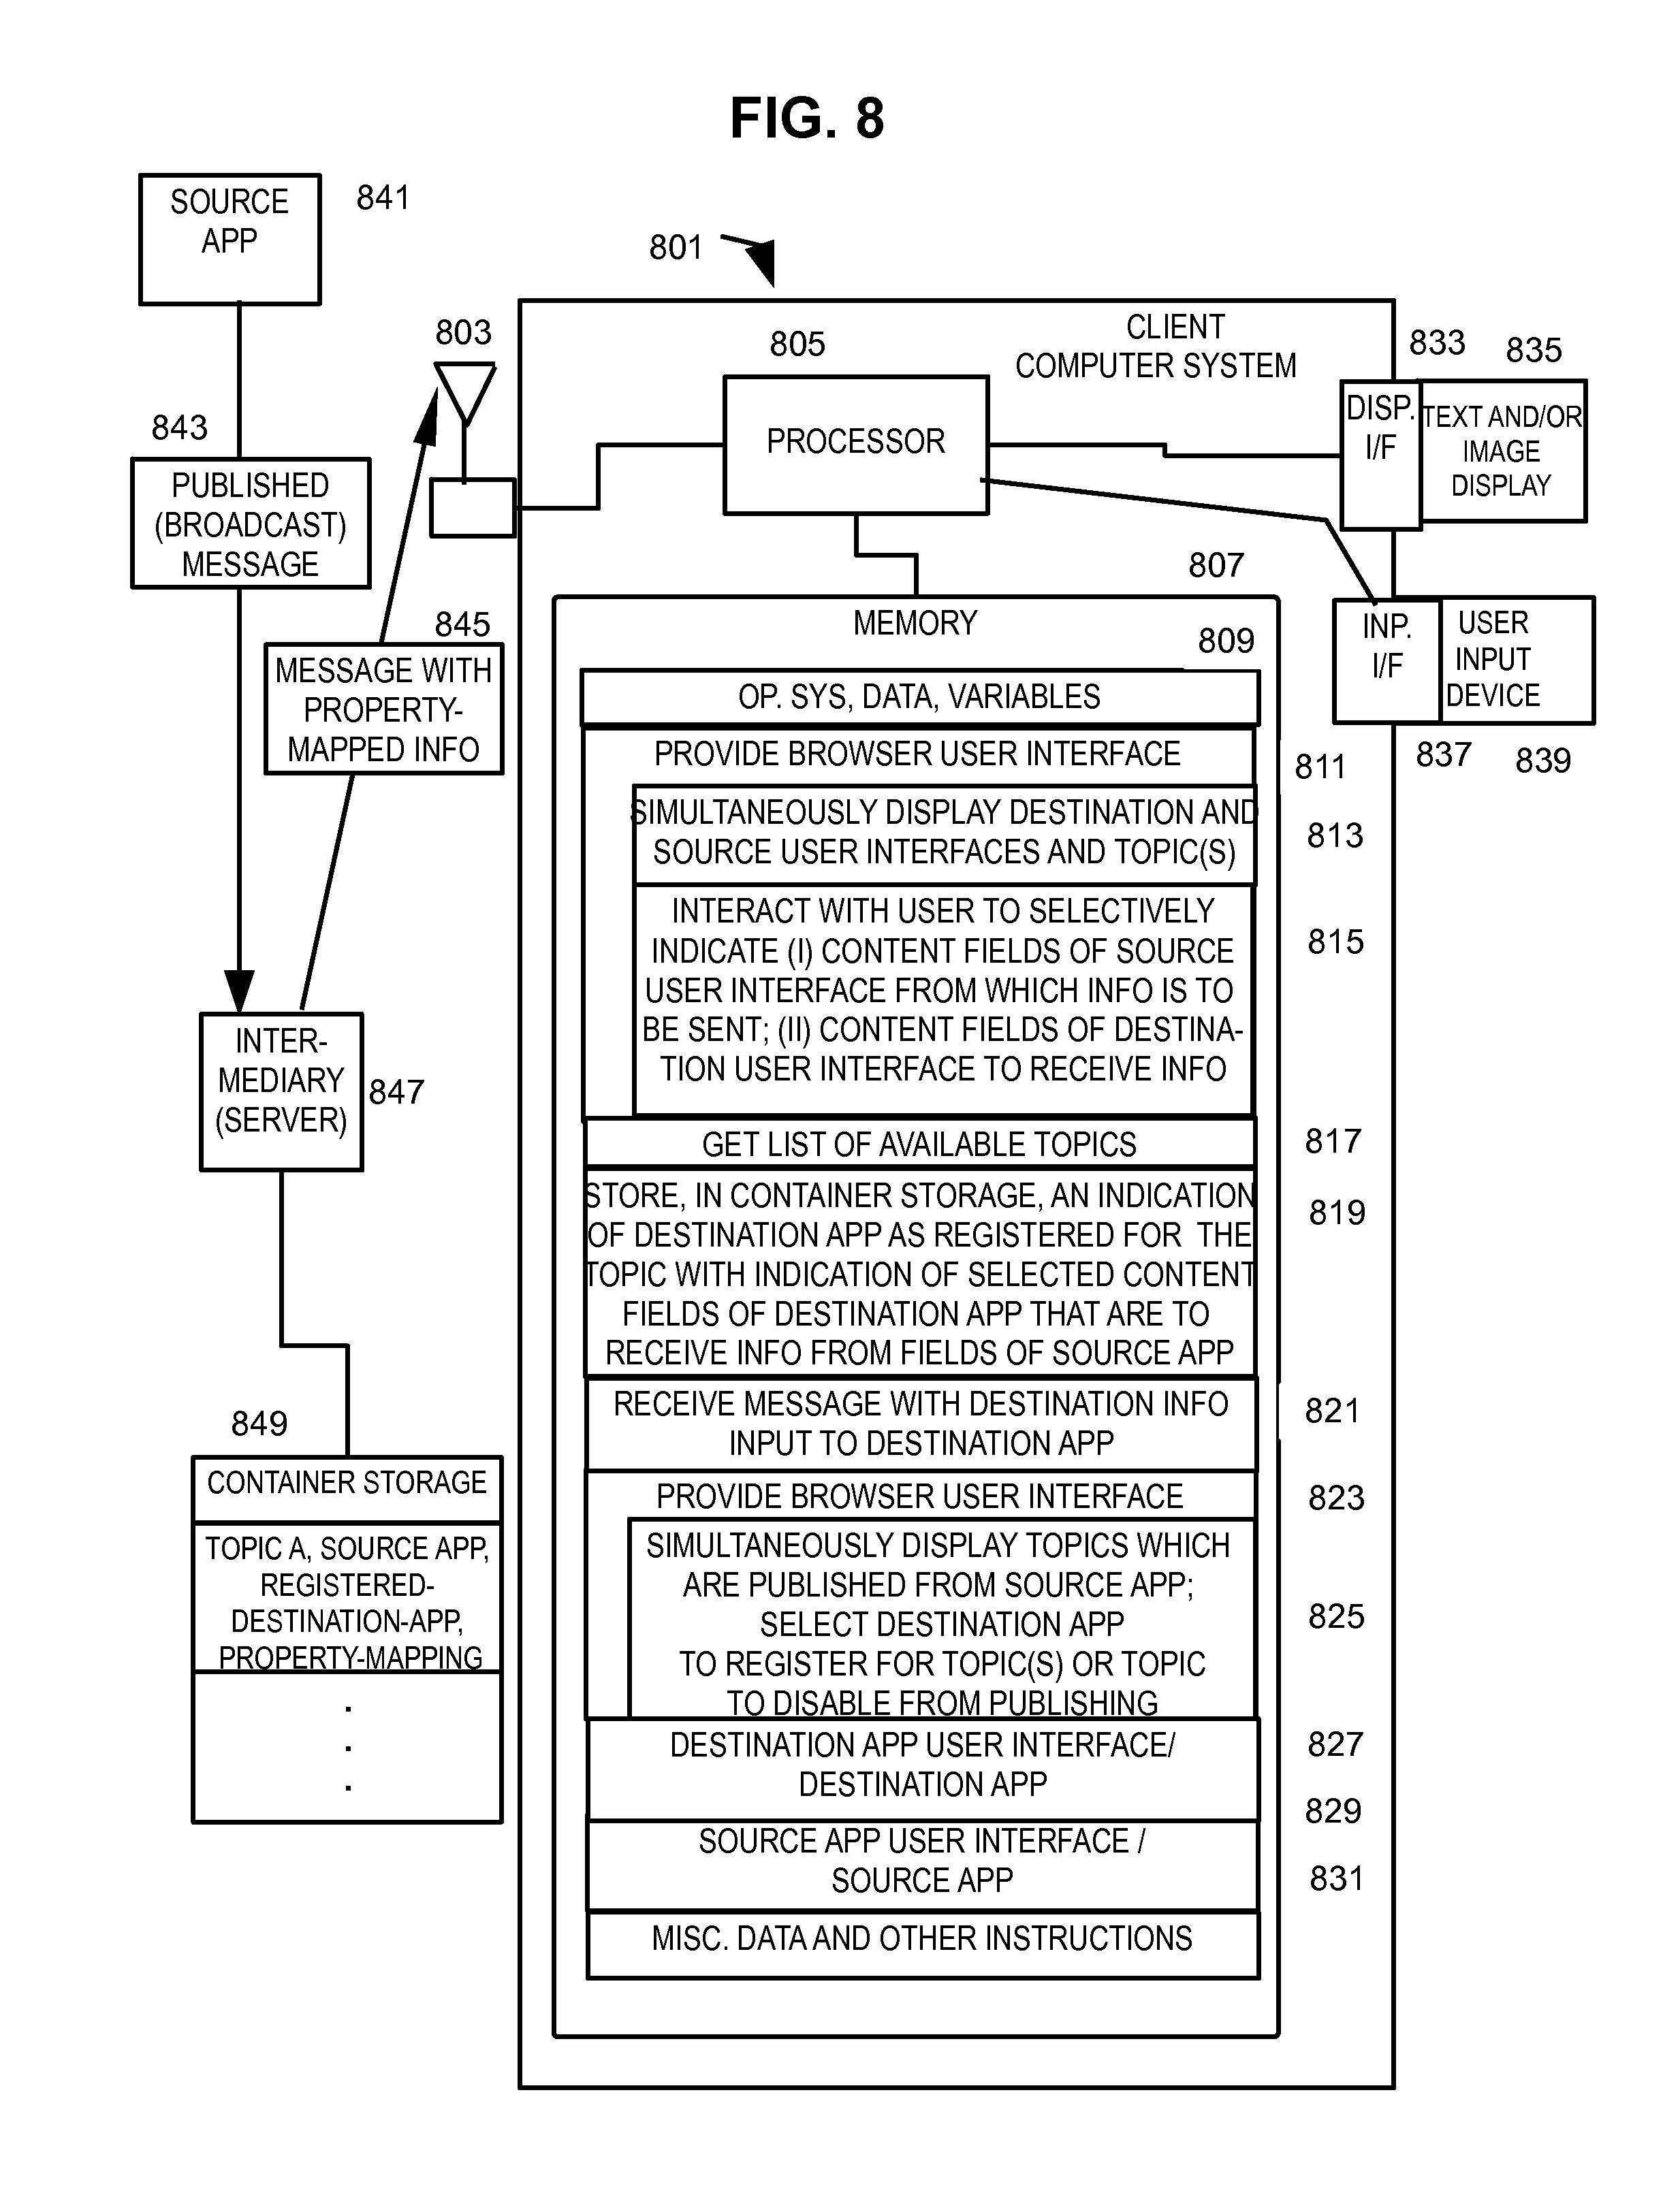 FIG. 8
SOURCE
APP
841
801
803
805
CLIENT
COMPUTER SYSTEM
833
835
PROCESSOR
DISP.
I/F
TEXT AND/OR
IMAGE
DISPLAY
843
PUBLISHED
(BROADCAST)
MESSAGE
807
845
MESSAGE WITH
PROPERTY-
MAPPED INFO
MEMORY
809
INP.
I/F
USER
INPUT
DEVICE
837
839
OP. SYS, DATA, VARIABLES
PROVIDE BROWSER USER INTERFACE
811
SIMULTANEOUSLY DISPLAY DESTINATION AND
SOURCE USER INTERFACES AND TOPIC(S)
813
INTERACT WITH USER TO SELECTIVELY
INDICATE (I) CONTENT FIELDS OF SOURCE
USER INTERFACE FROM WHICH INFO IS TO
BE SENT; (II) CONTENT FIELDS OF DESTINA-
TION USER INTERFACE TO RECEIVE INFO
815
INTER-
MEDIARY
(SERVER)
847
GET LIST OF AVAILABLE TOPICS
817
STORE, IN CONTAINER STORAGE, AN INDICATION
OF DESTINATION APP AS REGISTERED FOR THE
TOPIC WITH INDICATION OF SELECTED CONTENT
FIELDS OF DESTINATION APP THAT ARE TO
RECEIVE INFO FROM FIELDS OF SOURCE APP
819
RECEIVE MESSAGE WITH DESTINATION INFO
INPUT TO DESTINATION APP
821
849
CONTAINER STORAGE
TOPIC A, SOURCE APP,
REGISTERED-
DESTINATION-APP,
PROPERTY-MAPPING
.
.
.
PROVIDE BROWSER USER INTERFACE
823
SIMULTANEOUSLY DISPLAY TOPICS WHICH
ARE PUBLISHED FROM SOURCE APP;
SELECT DESTINATION APP
TO REGISTER FOR TOPIC(S) OR TOPIC
TO DISABLE FROM PUBLISHING
825
DESTINATION APP USER INTERFACE/
DESTINATION APP
827
829
SOURCE APP USER INTERFACE /
SOURCE APP
831
MISC. DATA AND OTHER INSTRUCTIONS